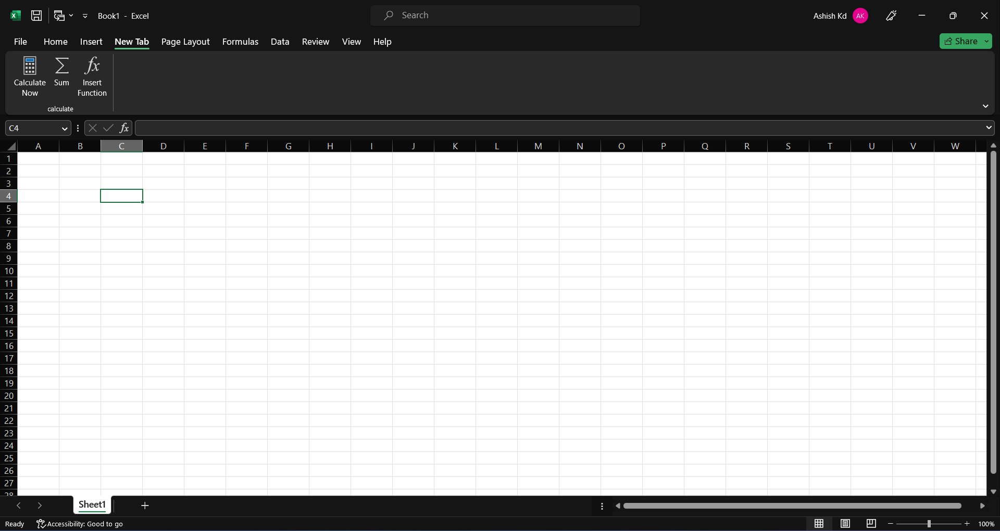 Book1 - Excel
Search
Ashish Kd AK
File Home Insert New Tab Page Layout Formulas Data Review View Help
Share
Calculate Now
Sum
Insert Function
calculate
C4
fx
A B C D E F G H I J K L M N O P Q R S T U V W
1
2
3
4
5
6
7
8
9
10
11
12
13
14
15
16
17
18
19
20
21
22
23
24
25
26
27
28
Sheet1
Ready Accessibility: Good to go 100%